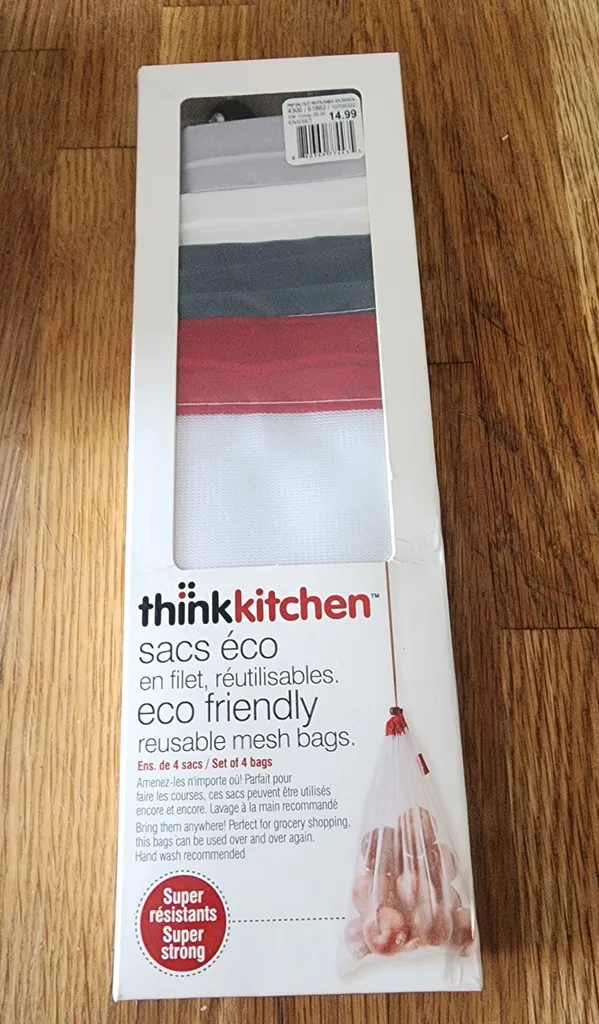 14.99
thinkkitchen™
sacs éco
en filet, réutilisables.
eco friendly
reusable mesh bags.
Ens. de 4 sacs / Set of 4 bags
Amenez-les n'importe où! Parfait pour
faire les courses, ces sacs peuvent être utilisés
encore et encore. Lavage à la main recommandé
Bring them anywhere! Perfect for grocery shopping,
this bags can be used over and over again.
Hand wash recommended
Super
résistants
Super
strong